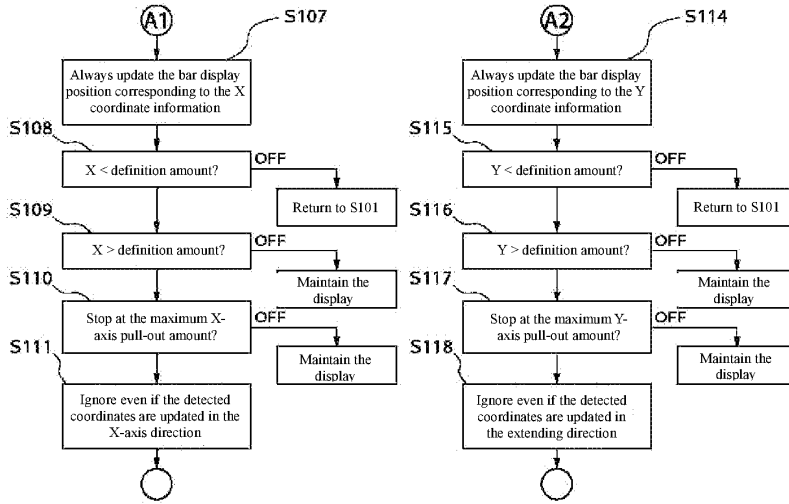 A1
S107
Always update the bar display
position corresponding to the X
coordinate information
S108
X < definition amount?
OFF
Return to S101
S109
X > definition amount?
OFF
Maintain the
display
S110
Stop at the maximum X-
axis pull-out amount?
OFF
Maintain the
display
S111
Ignore even if the detected
coordinates are updated in the
X-axis direction
A2
S114
Always update the bar display
position corresponding to the Y
coordinate information
S115
Y < definition amount?
OFF
Return to S101
S116
Y > definition amount?
OFF
Maintain the
display
S117
Stop at the maximum Y-
axis pull-out amount?
OFF
Maintain the
display
S118
Ignore even if the detected
coordinates are updated in
the extending direction